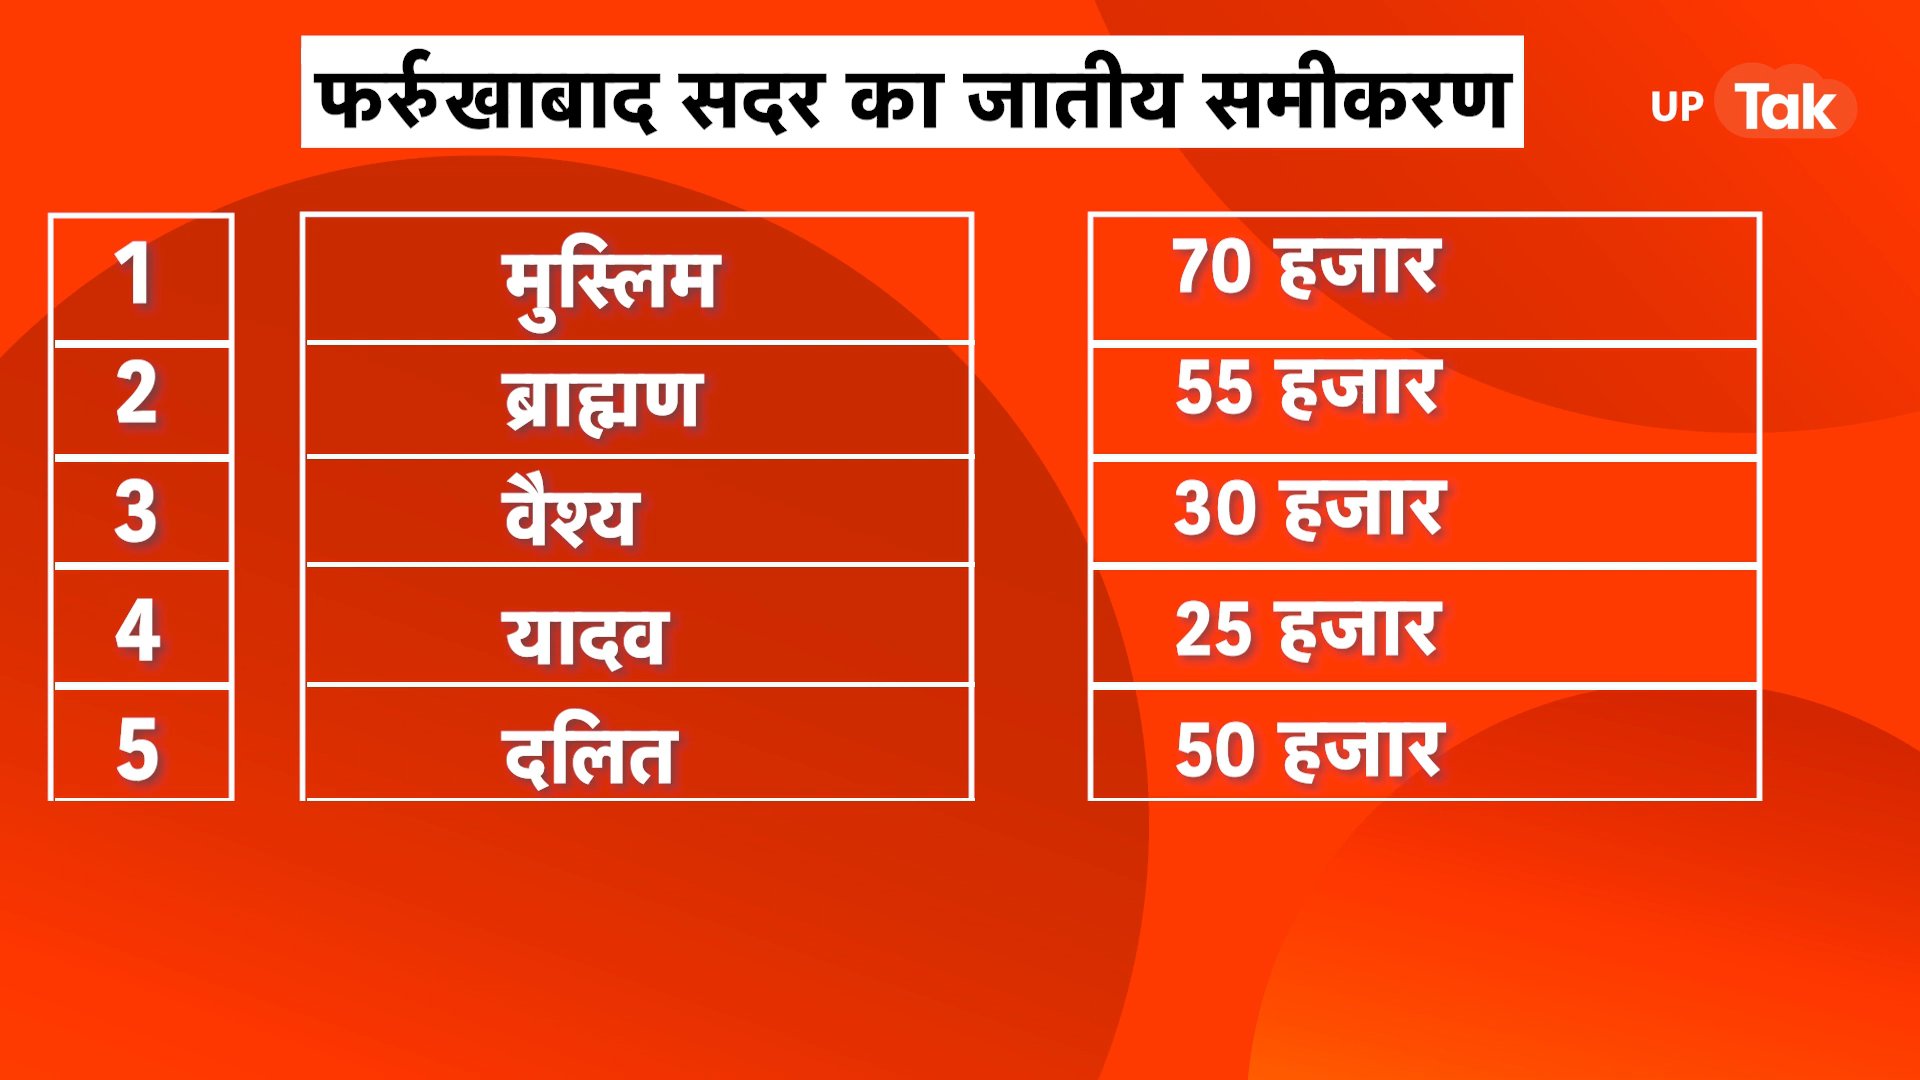 फर्रुखाबाद सदर का जातीय समीकरण
UP Tak
1 मुस्लिम 70 हजार
2 ब्राह्मण 55 हजार
3 वैश्य 30 हजार
4 यादव 25 हजार
5 दलित 50 हजार